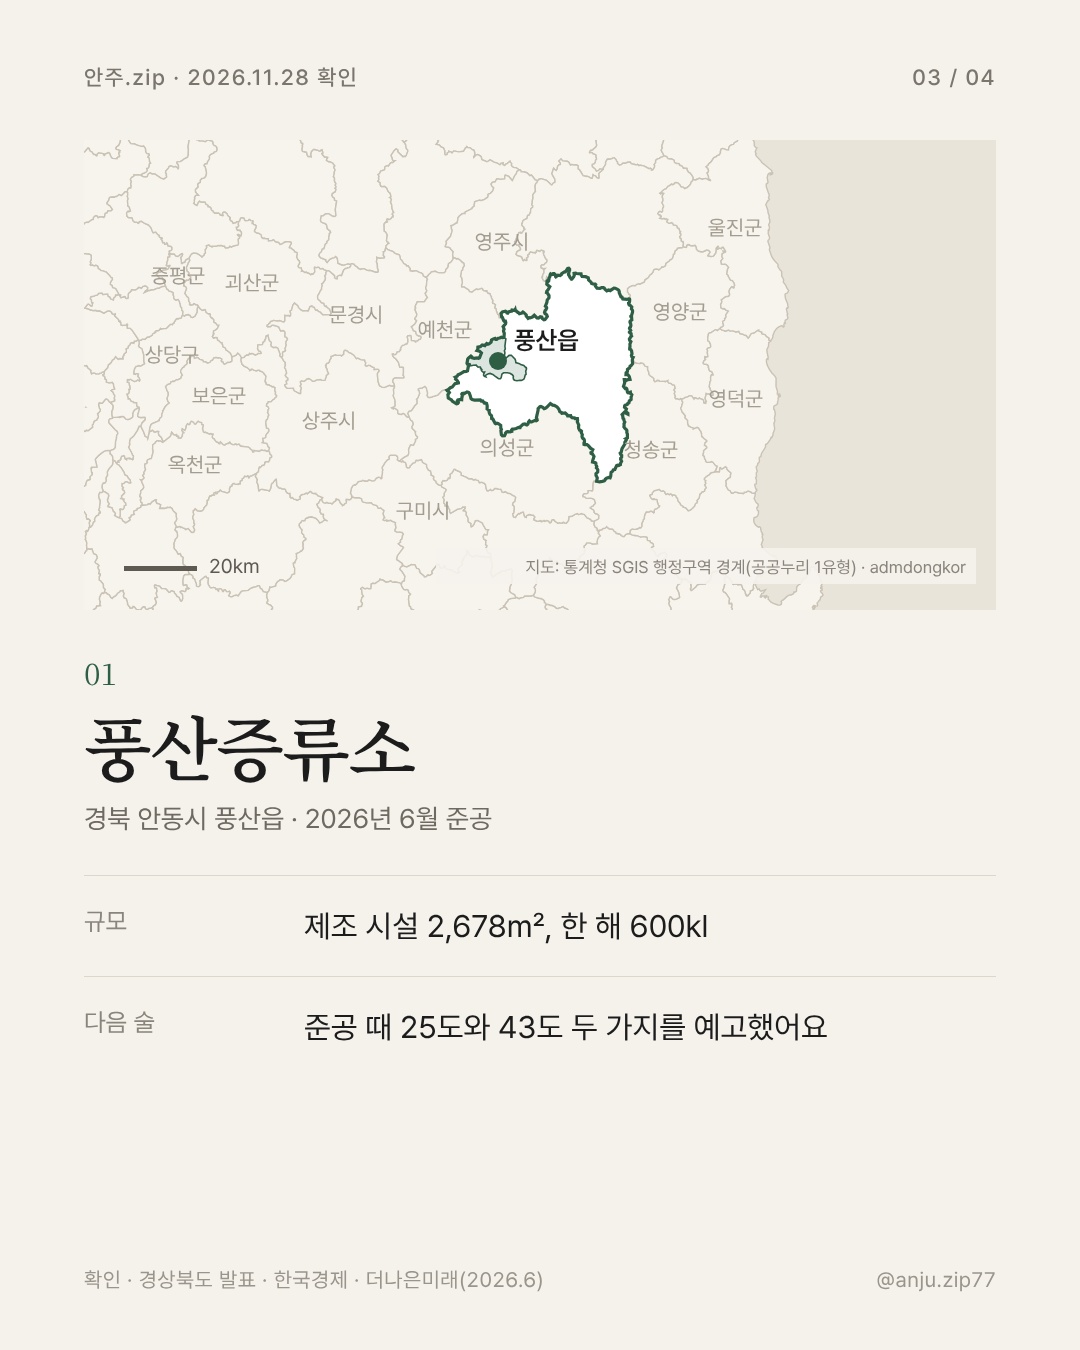 안주.zip · 2026.11.28 확인
03 / 04
울진군
영주시
증평군
괴산군
영양군
문경시
예천군
풍산읍
상당구
보은군
영덕군
상주시
의성군
청송군
옥천군
구미시
20km
지도: 통계청 SGIS 행정구역 경계(공공누리 1유형) · admdongkor
01
풍산증류소
경북 안동시 풍산읍 · 2026년 6월 준공
규모
제조 시설 2,678m², 한 해 600kl
다음 술
준공 때 25도와 43도 두 가지를 예고했어요
확인 · 경상북도 발표 · 한국경제 · 더나은미래(2026.6)
@anju.zip77